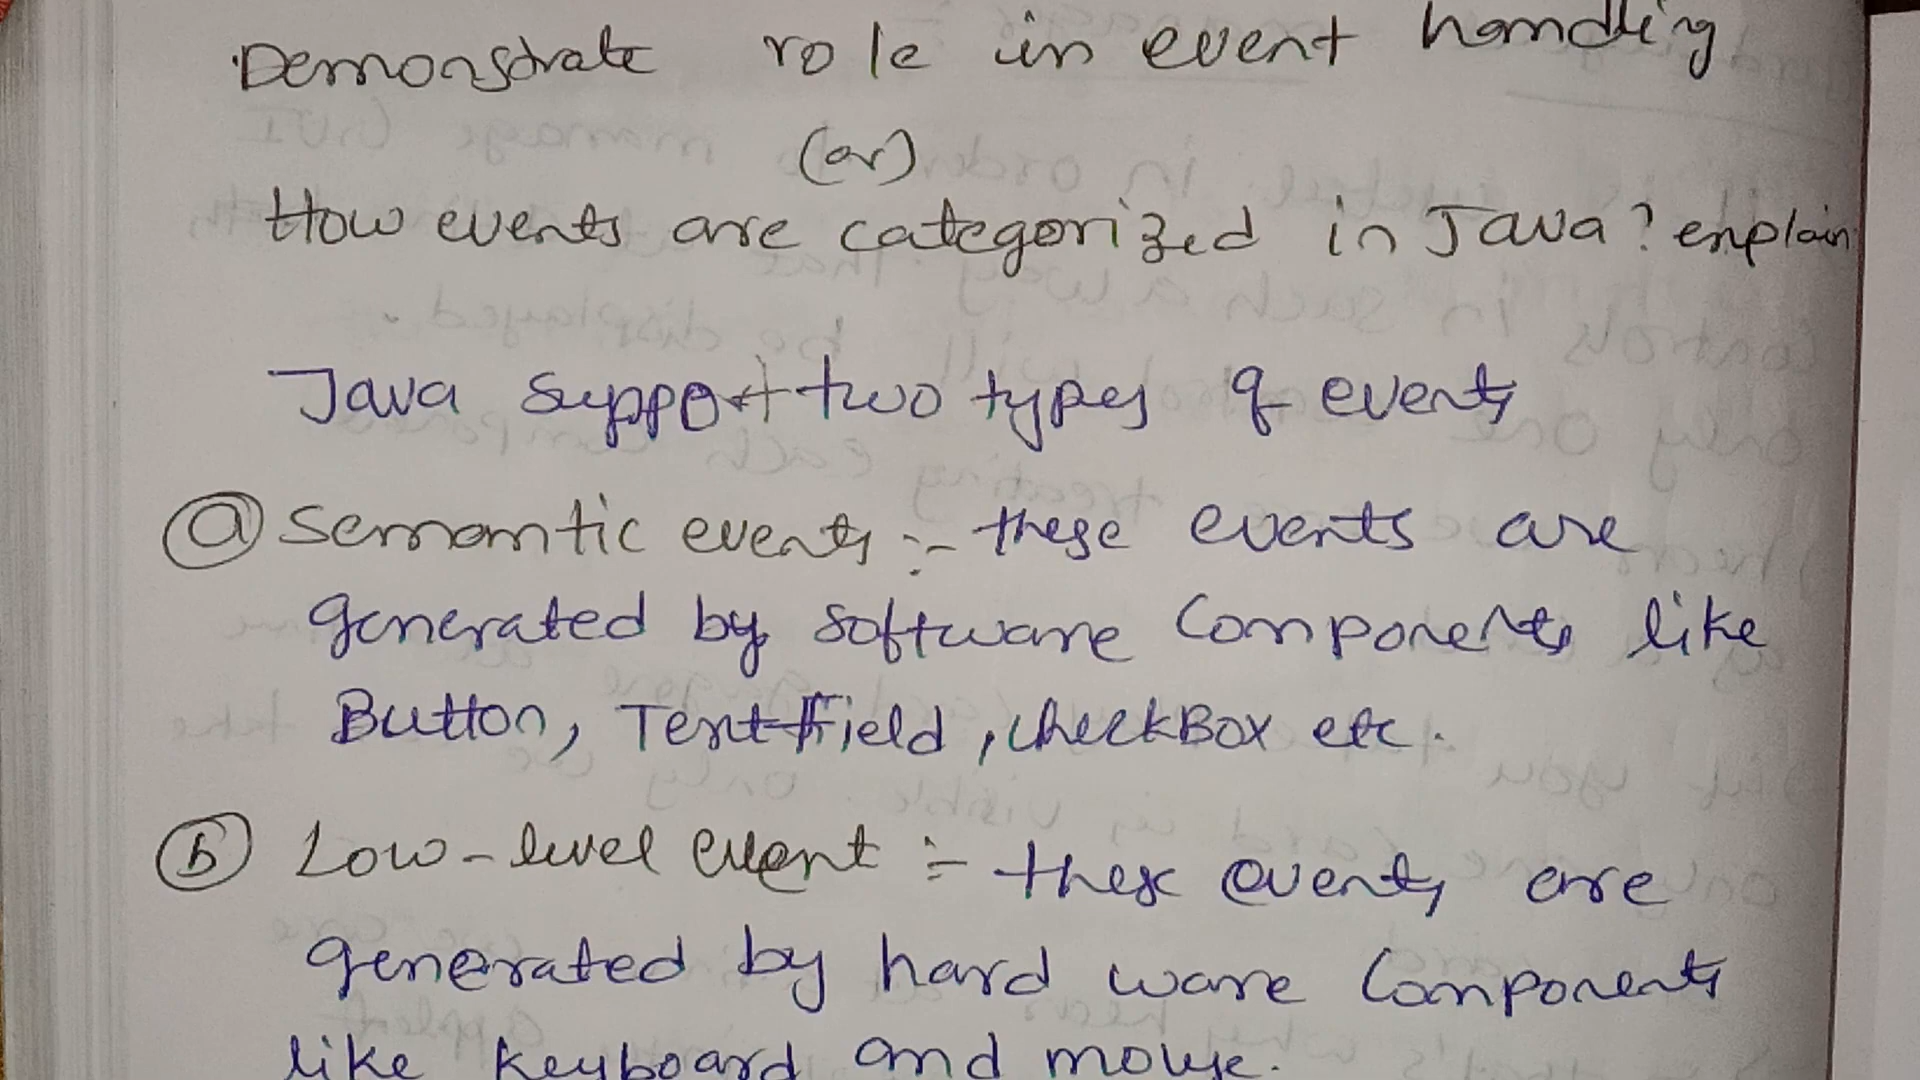 Demonstrate role in event handling
(or)
How events are categorized in Java? explain
Java support two types of events
(a) Semantic events :- these events are
generated by software Components like
Button, TextField, CheckBox etc.
(b) Low-level event :- these events are
generated by hard ware Components
like keyboard and mouse.